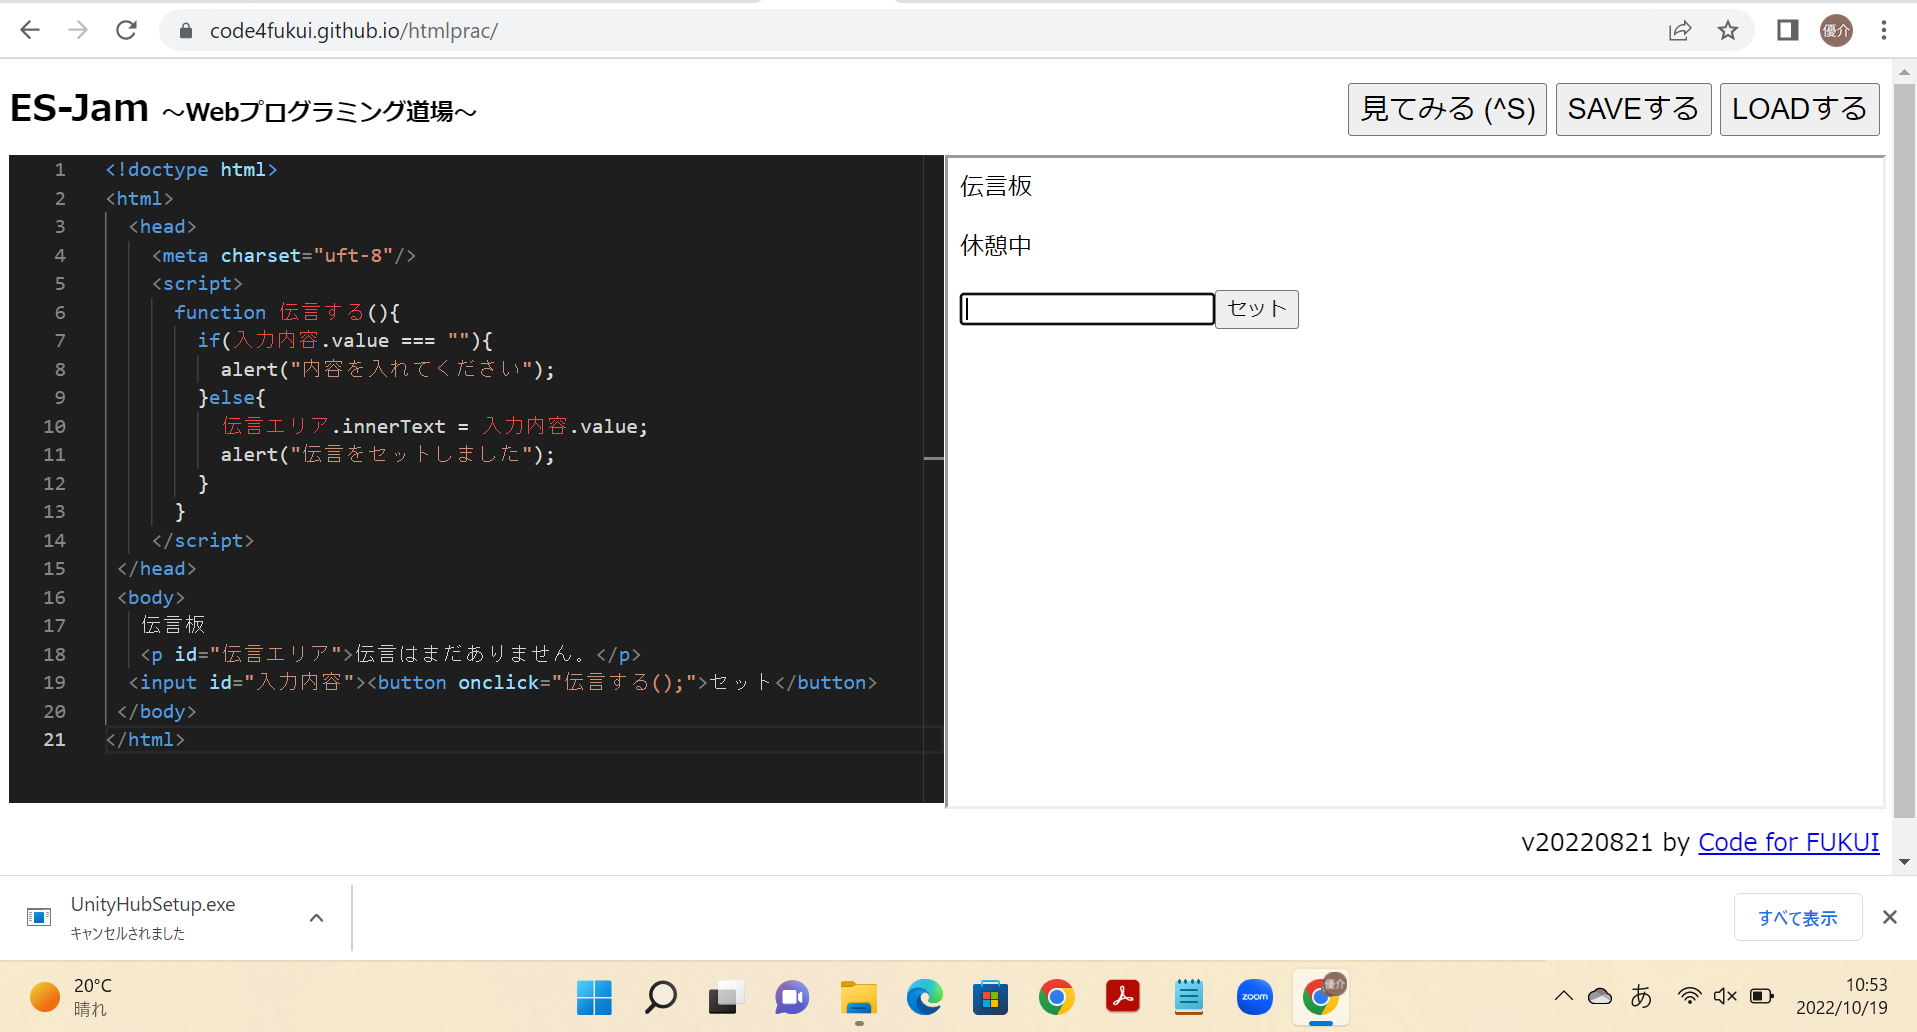 code4fukui.github.io/htmlprac/
優介
ES-Jam ～Webプログラミング道場～
見てみる (^S)
SAVEする
LOADする
1 <!doctype html>
2 <html>
3 <head>
4 <meta charset="uft-8"/>
5 <script>
6 function 伝言する(){
7 if(入力内容.value === ""){
8 alert("内容を入れてください");
9 }else{
10 伝言エリア.innerText = 入力内容.value;
11 alert("伝言をセットしました");
12 }
13 }
14 </script>
15 </head>
16 <body>
17 伝言板
18 <p id="伝言エリア">伝言はまだありません。</p>
19 <input id="入力内容"><button onclick="伝言する();">セット</button>
20 </body>
21 </html>
伝言板
休憩中
セット
v20220821 by Code for FUKUI
UnityHubSetup.exe
キャンセルされました
すべて表示
20°C
晴れ
zoom
優介
あ
10:53
2022/10/19